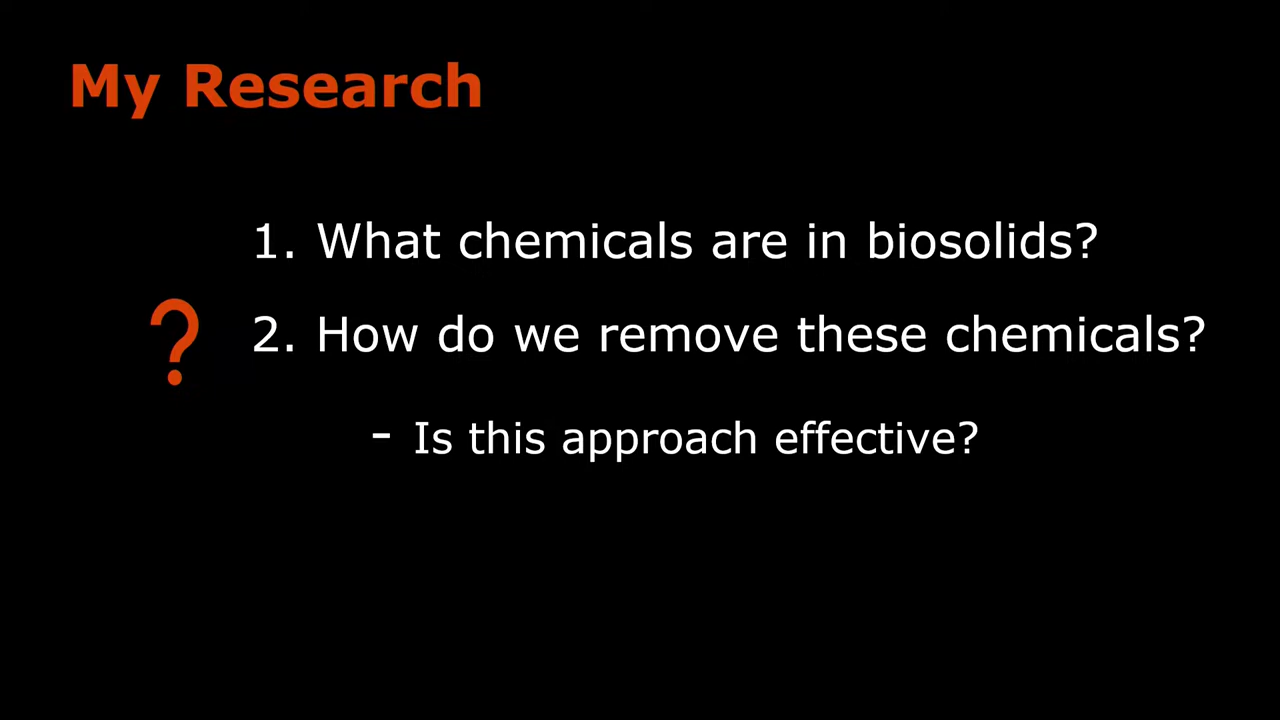 My Research
1. What chemicals are in biosolids?
? 2. How do we remove these chemicals?
- Is this approach effective?